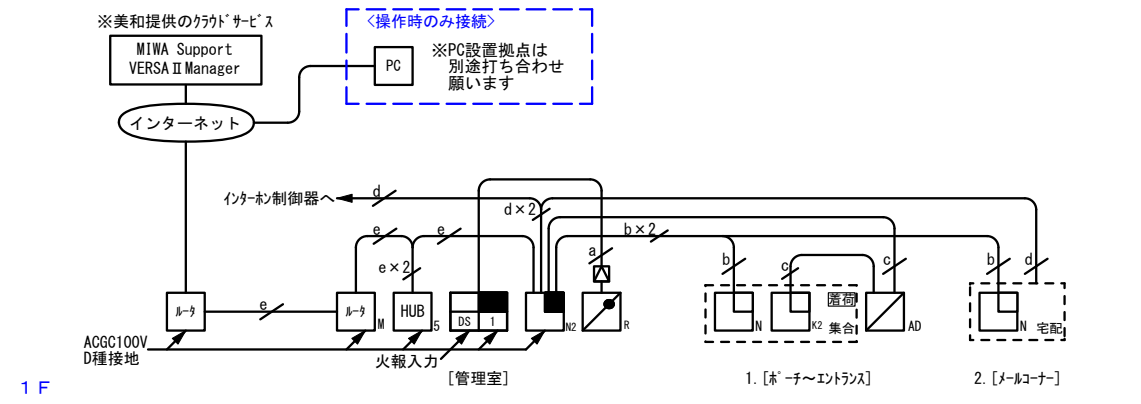 ※美和提供のｸﾗｳﾄﾞｻｰﾋﾞｽ
MIWA Support
VERSAⅡManager
インターネット
〈操作時のみ接続〉
PC
※PC設置拠点は
別途打ち合わせ
願います
ｲﾝﾀｰﾎﾝ制御器へ
d
d×2
b×2
e
e
e×2
a
b
c
c
b
d
ﾙｰﾀ
e
ﾙｰﾀ
M
HUB
5
DS
1
N2
R
N
蓄荷
K2
集合
AD
N
宅配
ACGC100V
D種接地
火報入力
[管理室]
1.[ﾎﾟｰﾁ～ｴﾝﾄﾗﾝｽ]
2.[ﾒｰﾙｺｰﾅｰ]
１Ｆ